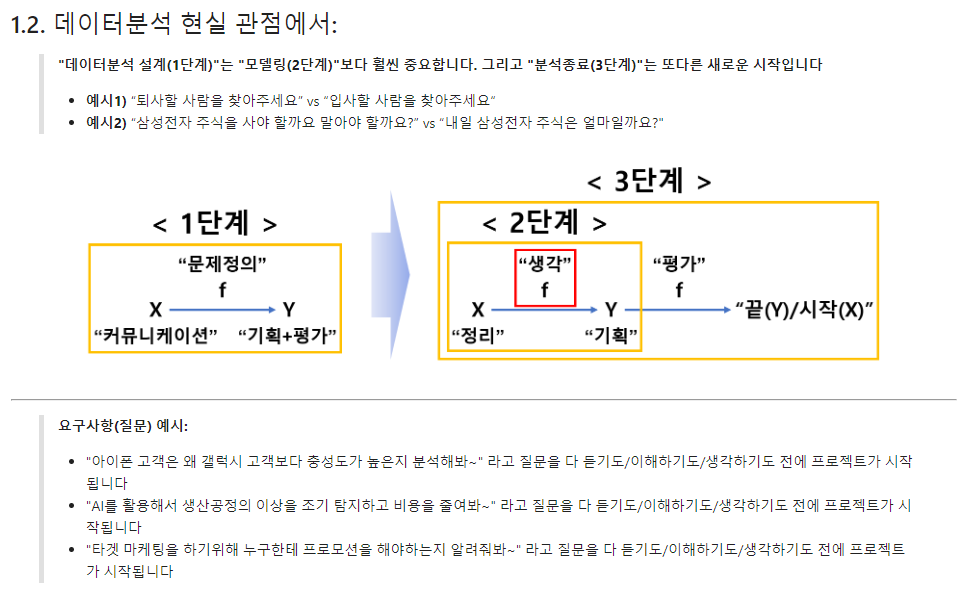 1.2. 데이터분석 현실 관점에서:
"데이터분석 설계(1단계)"는 "모델링(2단계)"보다 훨씬 중요합니다. 그리고 "분석종료(3단계)"는 또다른 새로운 시작입니다
• 예시1) “퇴사할 사람을 찾아주세요” vs “입사할 사람을 찾아주세요”
• 예시2) “삼성전자 주식을 사야 할까요 말아야 할까요?” vs “내일 삼성전자 주식은 얼마일까요?"
< 1단계 >
“문제정의”
f
X Y
“커뮤니케이션” “기획+평가”
< 3단계 >
< 2단계 >
“생각” “평가”
f f
X Y “끝(Y)/시작(X)”
“정리” “기획”
요구사항(질문) 예시:
• "아이폰 고객은 왜 갤럭시 고객보다 충성도가 높은지 분석해봐~" 라고 질문을 다 듣기도/이해하기도/생각하기도 전에 프로젝트가 시작
됩니다
• "AI를 활용해서 생산공정의 이상을 조기 탐지하고 비용을 줄여봐~" 라고 질문을 다 듣기도/이해하기도/생각하기도 전에 프로젝트가 시
작됩니다
• "타겟 마케팅을 하기위해 누구한테 프로모션을 해야하는지 알려줘봐~" 라고 질문을 다 듣기도/이해하기도/생각하기도 전에 프로젝트
가 시작됩니다